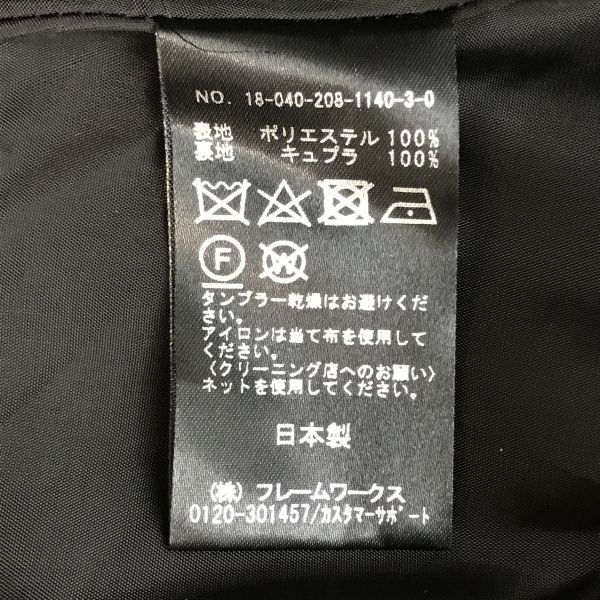 NO. 18-040-208-1140-3-0
表地 ポリエステル 100%
裏地 キュプラ 100%
F W
タンブラー乾燥はお避けくだ
さい。
アイロンは当て布を使用して
ください。
〈クリーニング店へのお願い〉
ネットを使用してください。
日本製
(株) フレームワークス
0120-301457/カスタマーサポート